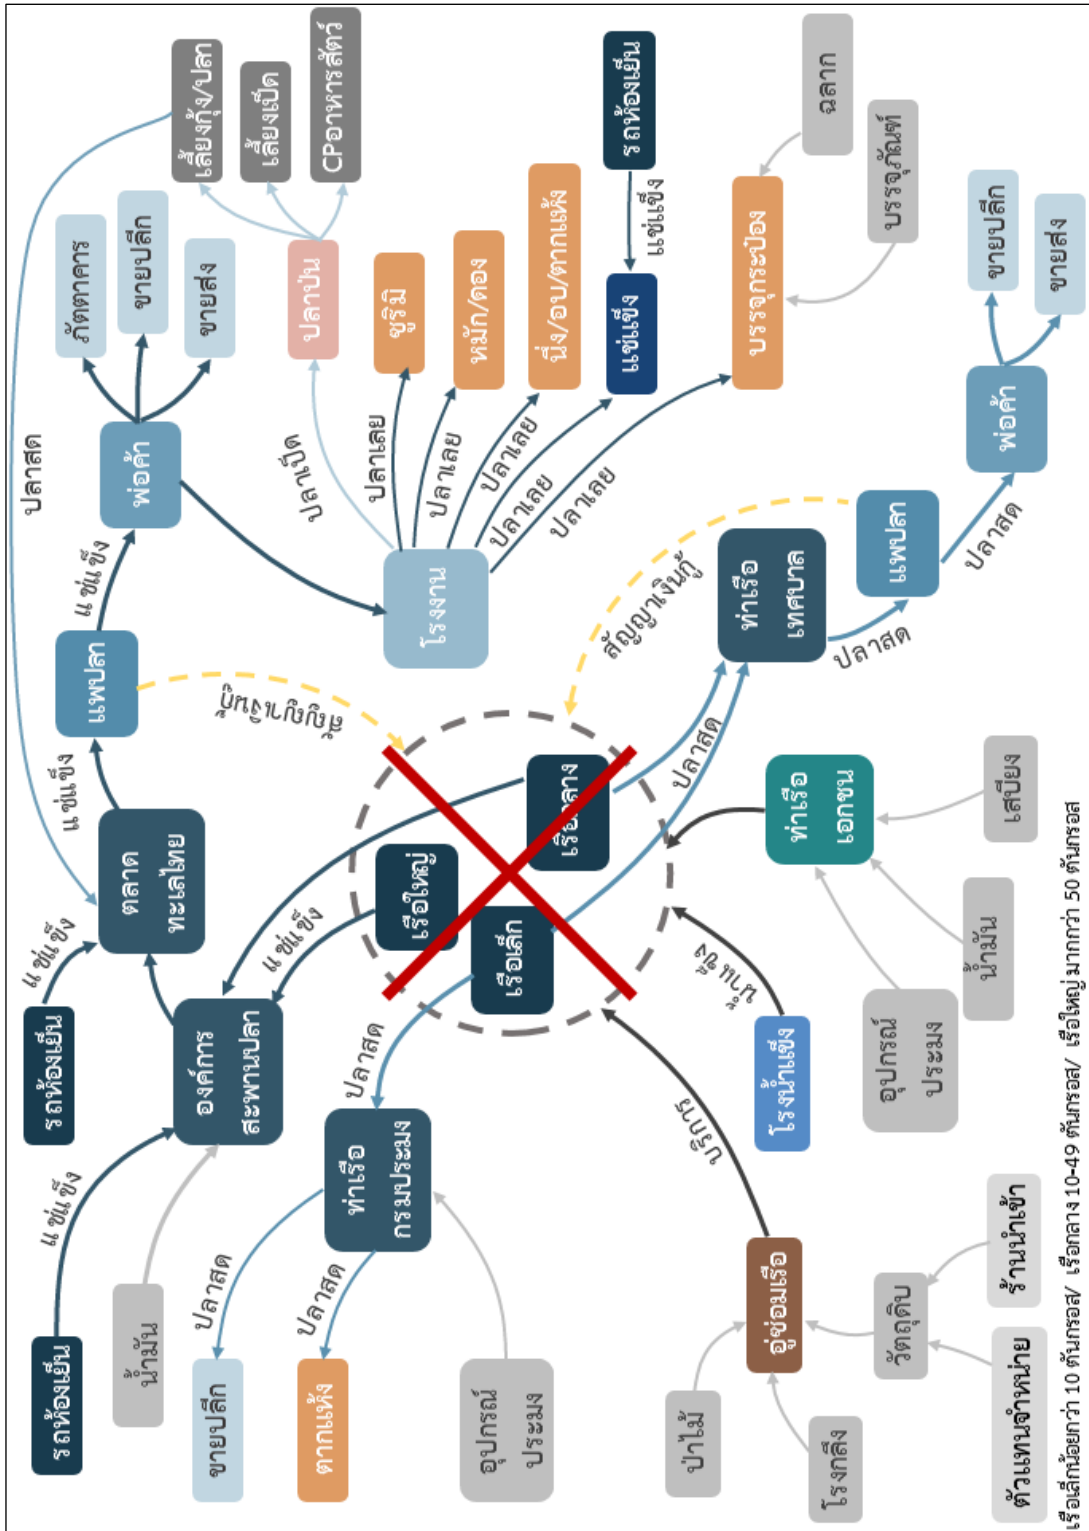 รถห้องเย็น
แช่แข็ง
รถห้องเย็น
แช่แข็ง
ปลาสด
น้ำมัน
องค์การ
สะพานปลา
ตลาด
ทะเลไทย
แช่แข็ง
แพปลา
แช่แข็ง
พ่อค้า
ภัตตาคาร
ขายปลีก
ขายส่ง
เลี้ยงกุ้ง/ปลา
เลี้ยงเป็ด
CPอาหารสัตว์
ขายปลีก
ปลาสด
ตากแห้ง
ปลาสด
ท่าเรือ
กรมประมง
ปลาสด
แช่แข็ง
สัญญาเงินกู้
ปลาเป็ด
ปลาป่น
อุปกรณ์
ประมง
เรือใหญ่
เรือเล็ก
เรือกลาง
โรงงาน
ปลาเลย
ปลาเลย
ปลาเลย
ปลาเลย
ปลาเลย
ซูริมิ
หมัก/ดอง
นึ่ง/อบ/ตากแห้ง
แช่แข็ง
แช่แข็ง
รถห้องเย็น
บรรจุกระป๋อง
ฉลาก
บรรจุภัณฑ์
สัญญาเงินกู้
ปลาสด
ท่าเรือ
เทศบาล
ปลาสด
แพปลา
ปลาสด
พ่อค้า
ขายปลีก
ขายส่ง
บริการ
น้ำแข็ง
โรงน้ำแข็ง
ท่าเรือ
เอกชน
อุปกรณ์
ประมง
น้ำมัน
เสบียง
อู่ซ่อมเรือ
ป่าไม้
โรงกลึง
วัตถุดิบ
ตัวแทนจำหน่าย
ร้านนำเข้า
เรือเล็กน้อยกว่า 10 ตันกรอส/ เรือกลาง 10-49 ตันกรอส/ เรือใหญ่ มากกว่า 50 ตันกรอส